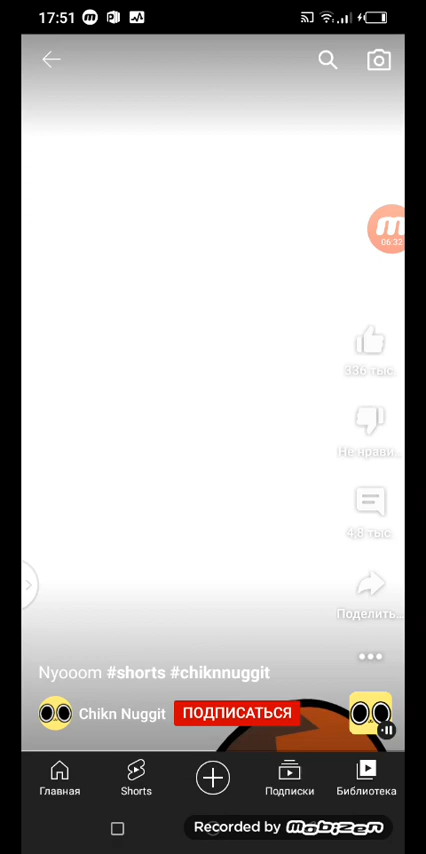 17:51
06:32
336 тыс.
Не нрави...
4,8 тыс.
Поделить...
Nyooom #shorts #chiknnuggit
Chikn Nuggit ПОДПИСАТЬСЯ
Главная Shorts Подписки Библиотека
Recorded by mobizen